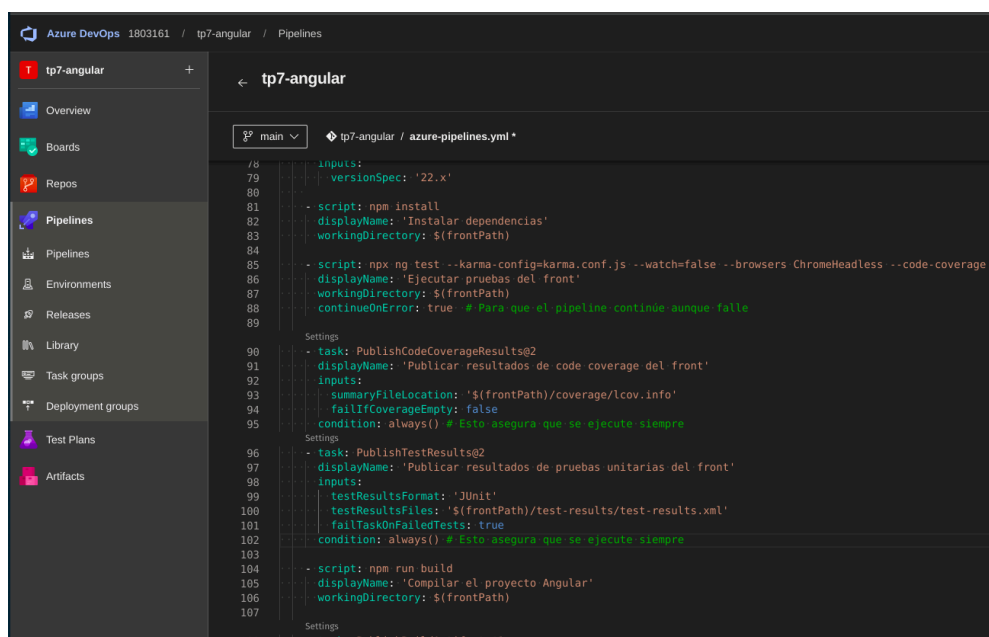 Azure DevOps 1803161 / tp7-angular / Pipelines
T tp7-angular +
← tp7-angular
Overview
main tp7-angular / azure-pipelines.yml *
Boards
Repos
Pipelines
Pipelines
Environments
Releases
Library
Task groups
Deployment groups
Test Plans
Artifacts
78 inputs:
79 versionSpec: '22.x'
80
81 - script: npm install
82 displayName: 'Instalar dependencias'
83 workingDirectory: $(frontPath)
84
85 - script: npx ng test --karma-config=karma.conf.js --watch=false --browsers ChromeHeadless --code-coverage
86 displayName: 'Ejecutar pruebas del front'
87 workingDirectory: $(frontPath)
88 continueOnError: true # Para que el pipeline continúe aunque falle
89
Settings
90 - task: PublishCodeCoverageResults@2
91 displayName: 'Publicar resultados de code coverage del front'
92 inputs:
93 summaryFileLocation: '$(frontPath)/coverage/lcov.info'
94 failIfCoverageEmpty: false
95 condition: always() # Esto asegura que se ejecute siempre
Settings
96 - task: PublishTestResults@2
97 displayName: 'Publicar resultados de pruebas unitarias del front'
98 inputs:
99 testResultsFormat: 'JUnit'
100 testResultsFiles: '$(frontPath)/test-results/test-results.xml'
101 failTaskOnFailedTests: true
102 condition: always() # Esto asegura que se ejecute siempre
103
104 - script: npm run build
105 displayName: 'Compilar el proyecto Angular'
106 workingDirectory: $(frontPath)
107
Settings